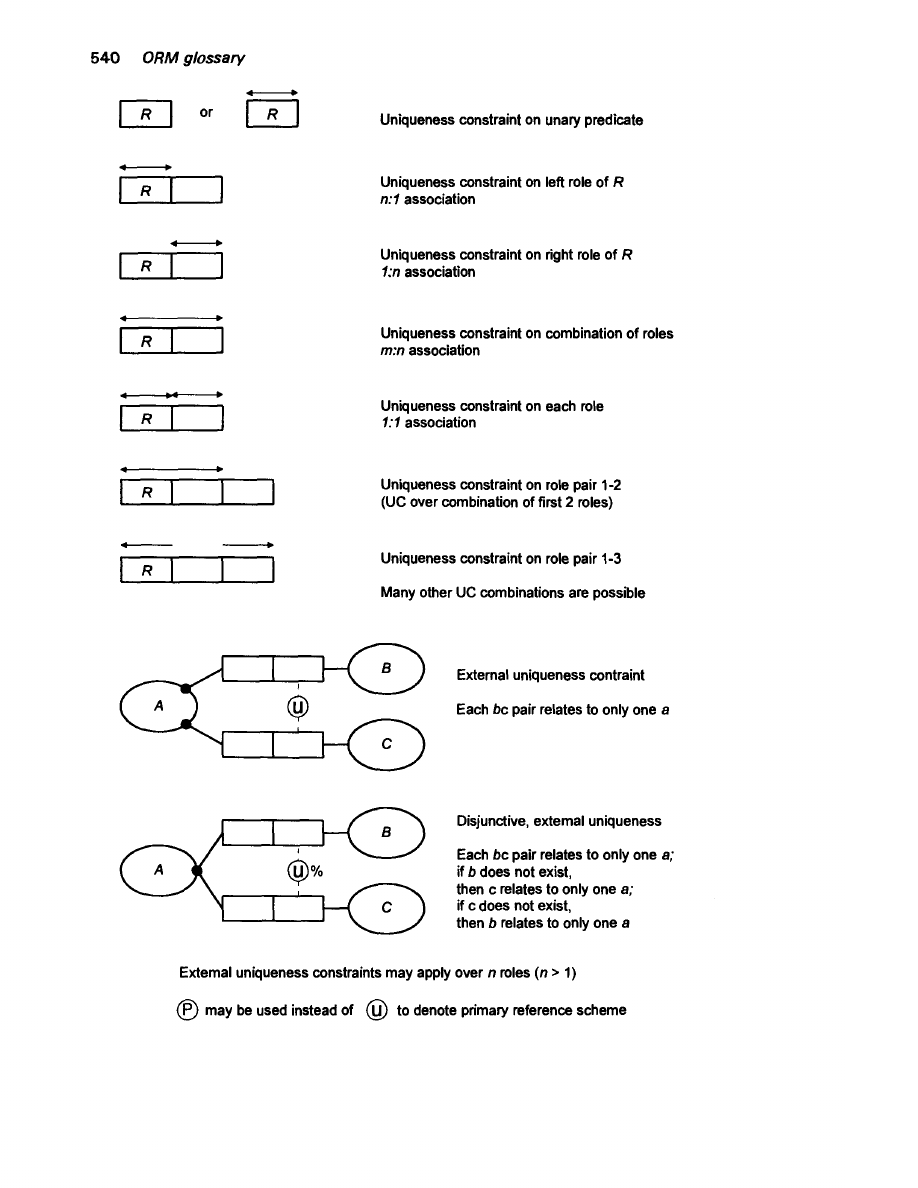 540 ORM glossary
R or R
Uniqueness constraint on unary predicate
R
Uniqueness constraint on left role of R
n:1 association
R
Uniqueness constraint on right role of R
1:n association
R
Uniqueness constraint on combination of roles
m:n association
R
Uniqueness constraint on each role
1:1 association
R
Uniqueness constraint on role pair 1-2
(UC over combination of first 2 roles)
R
Uniqueness constraint on role pair 1-3
Many other UC combinations are possible
B
External uniqueness contraint
A
u
Each bc pair relates to only one a
C
B
Disjunctive, external uniqueness
A
u%
Each bc pair relates to only one a;
if b does not exist,
then c relates to only one a;
C
if c does not exist,
then b relates to only one a
External uniqueness constraints may apply over n roles (n > 1)
P may be used instead of u to denote primary reference scheme